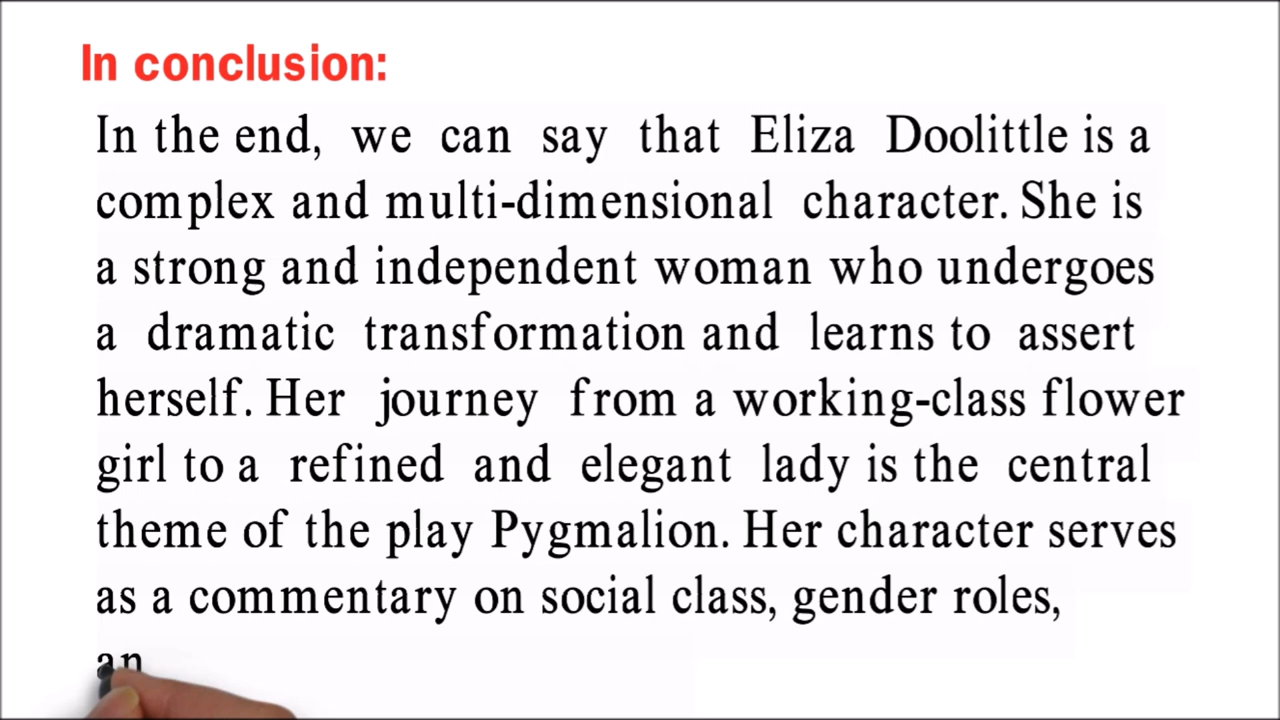 In conclusion:
In the end, we can say that Eliza Doolittle is a
complex and multi-dimensional character. She is
a strong and independent woman who undergoes
a dramatic transformation and learns to assert
herself. Her journey from a working-class flower
girl to a refined and elegant lady is the central
theme of the play Pygmalion. Her character serves
as a commentary on social class, gender roles,
an